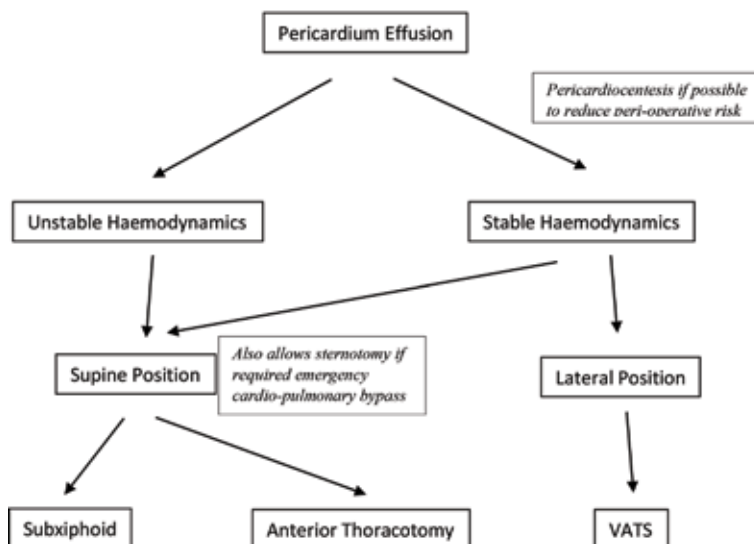 Pericardium Effusion
Pericardiocentesis if possible
to reduce peri-operative risk
Unstable Haemodynamics
Stable Haemodynamics
Supine Position
Also allows sternotomy if
required emergency
cardio-pulmonary bypass
Lateral Position
Subxiphoid
Anterior Thoracotomy
VATS